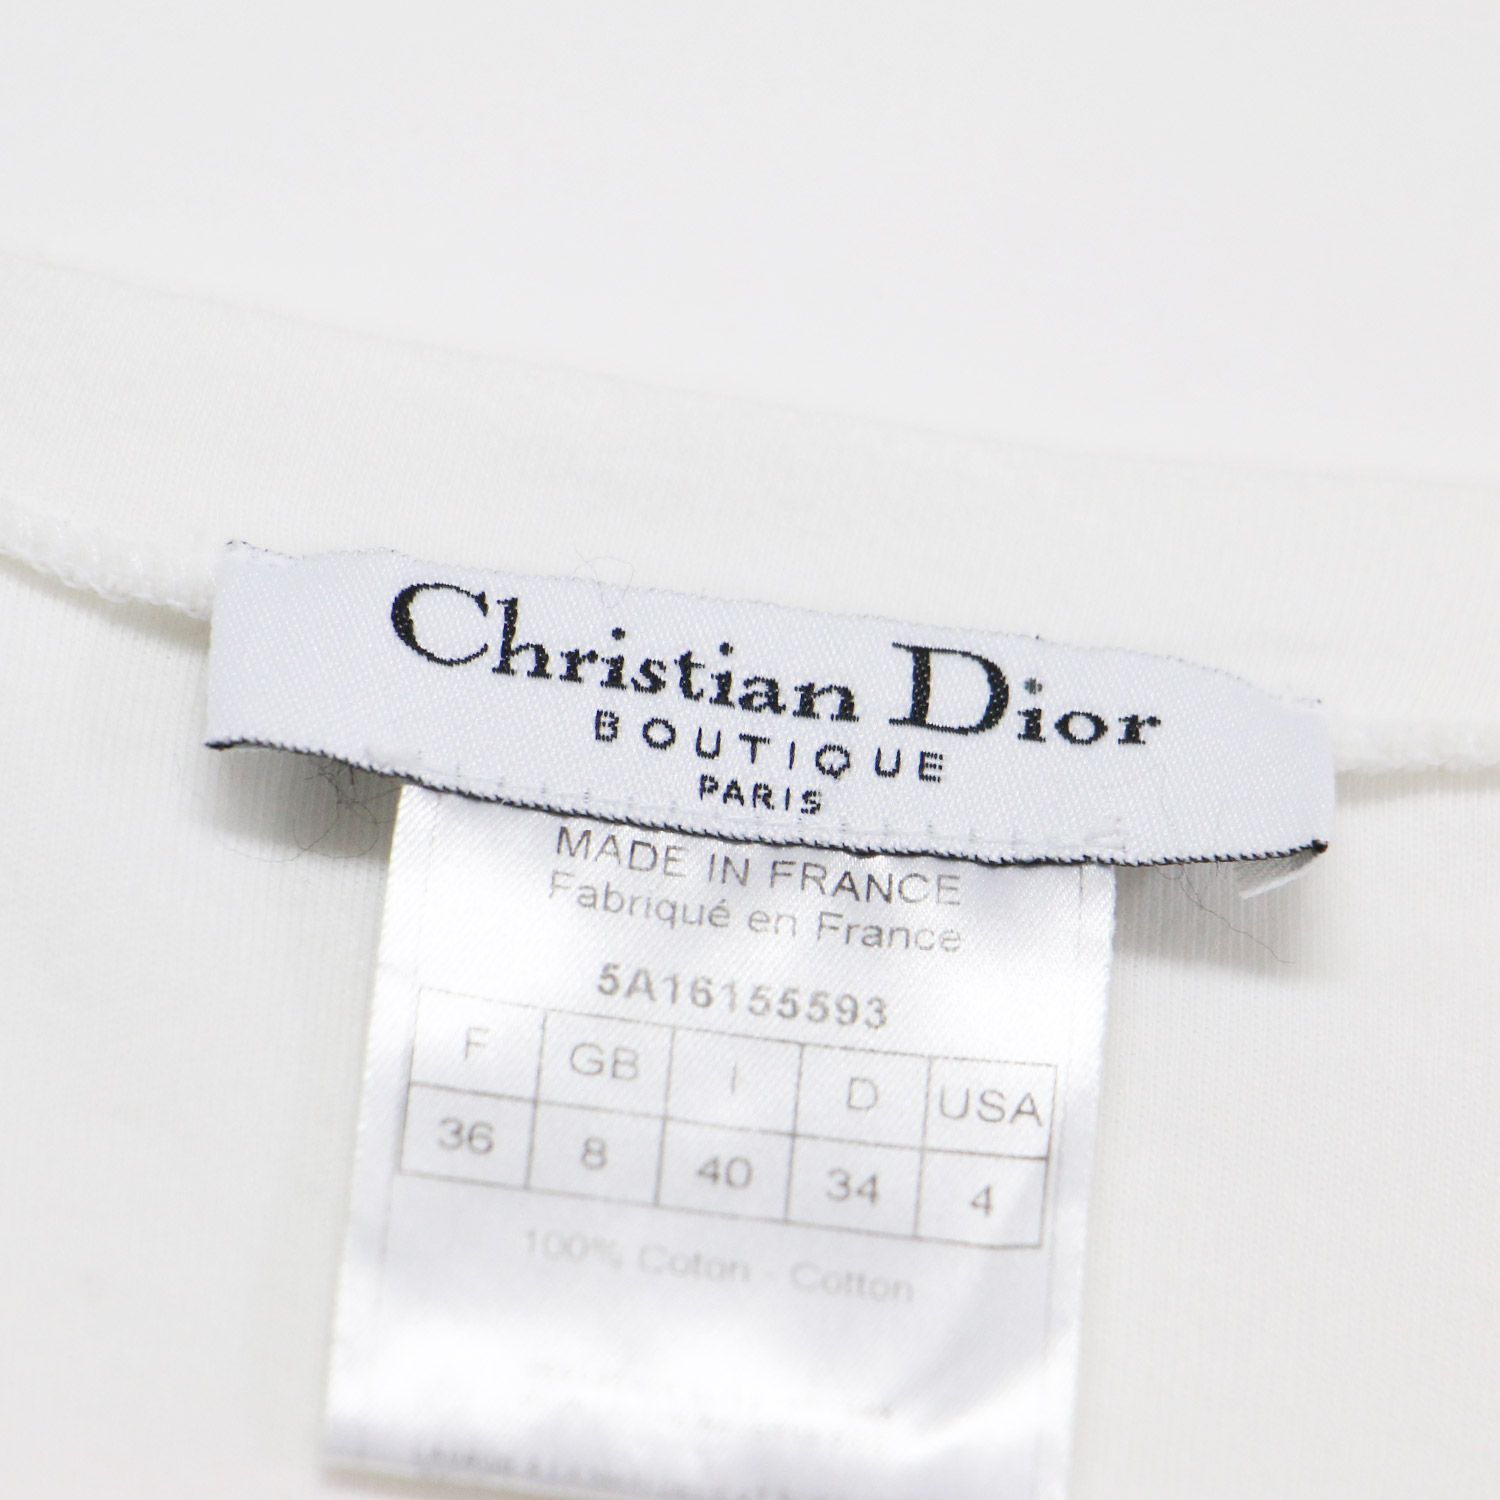 Christian Dior
BOUTIQUE
PARIS
MADE IN FRANCE
Fabriqué en France
5A16155593
F GB I D USA
36 8 40 34 4
100% Coton - Cotton